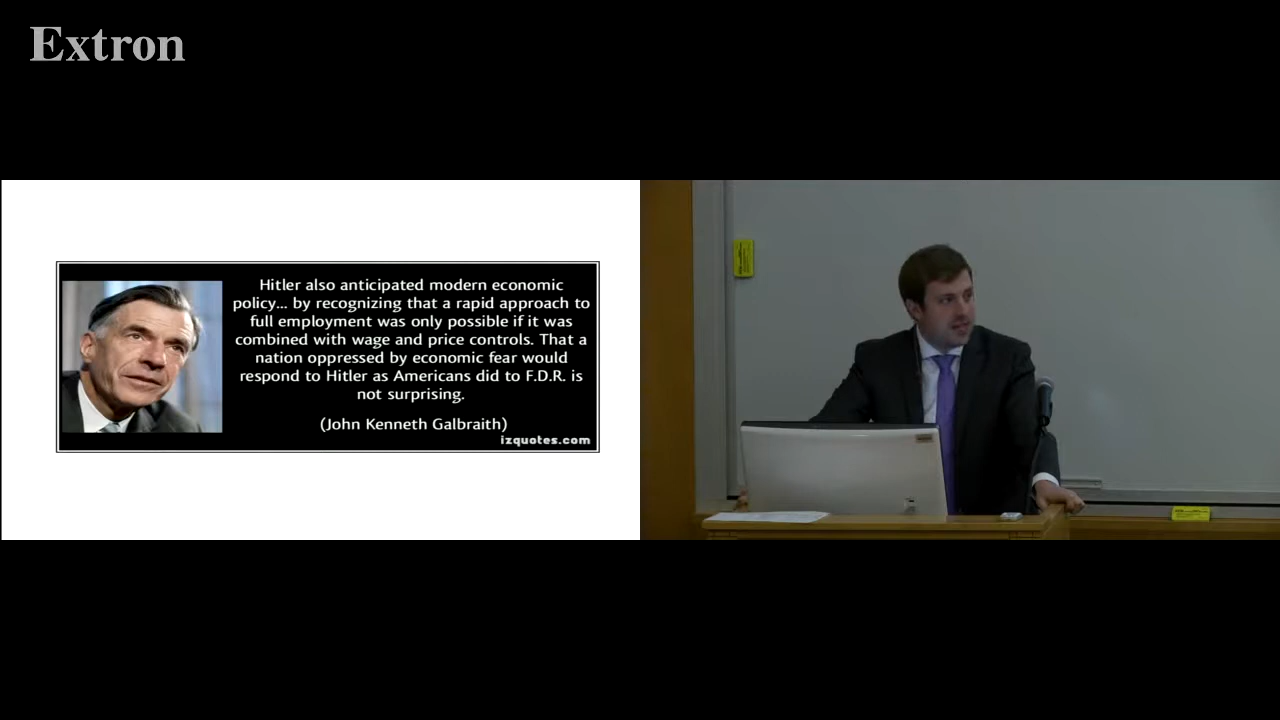 Extron
Hitler also anticipated modern economic
policy... by recognizing that a rapid approach to
full employment was only possible if it was
combined with wage and price controls. That a
nation oppressed by economic fear would
respond to Hitler as Americans did to F.D.R. is
not surprising.
(John Kenneth Galbraith)
izquotes.com